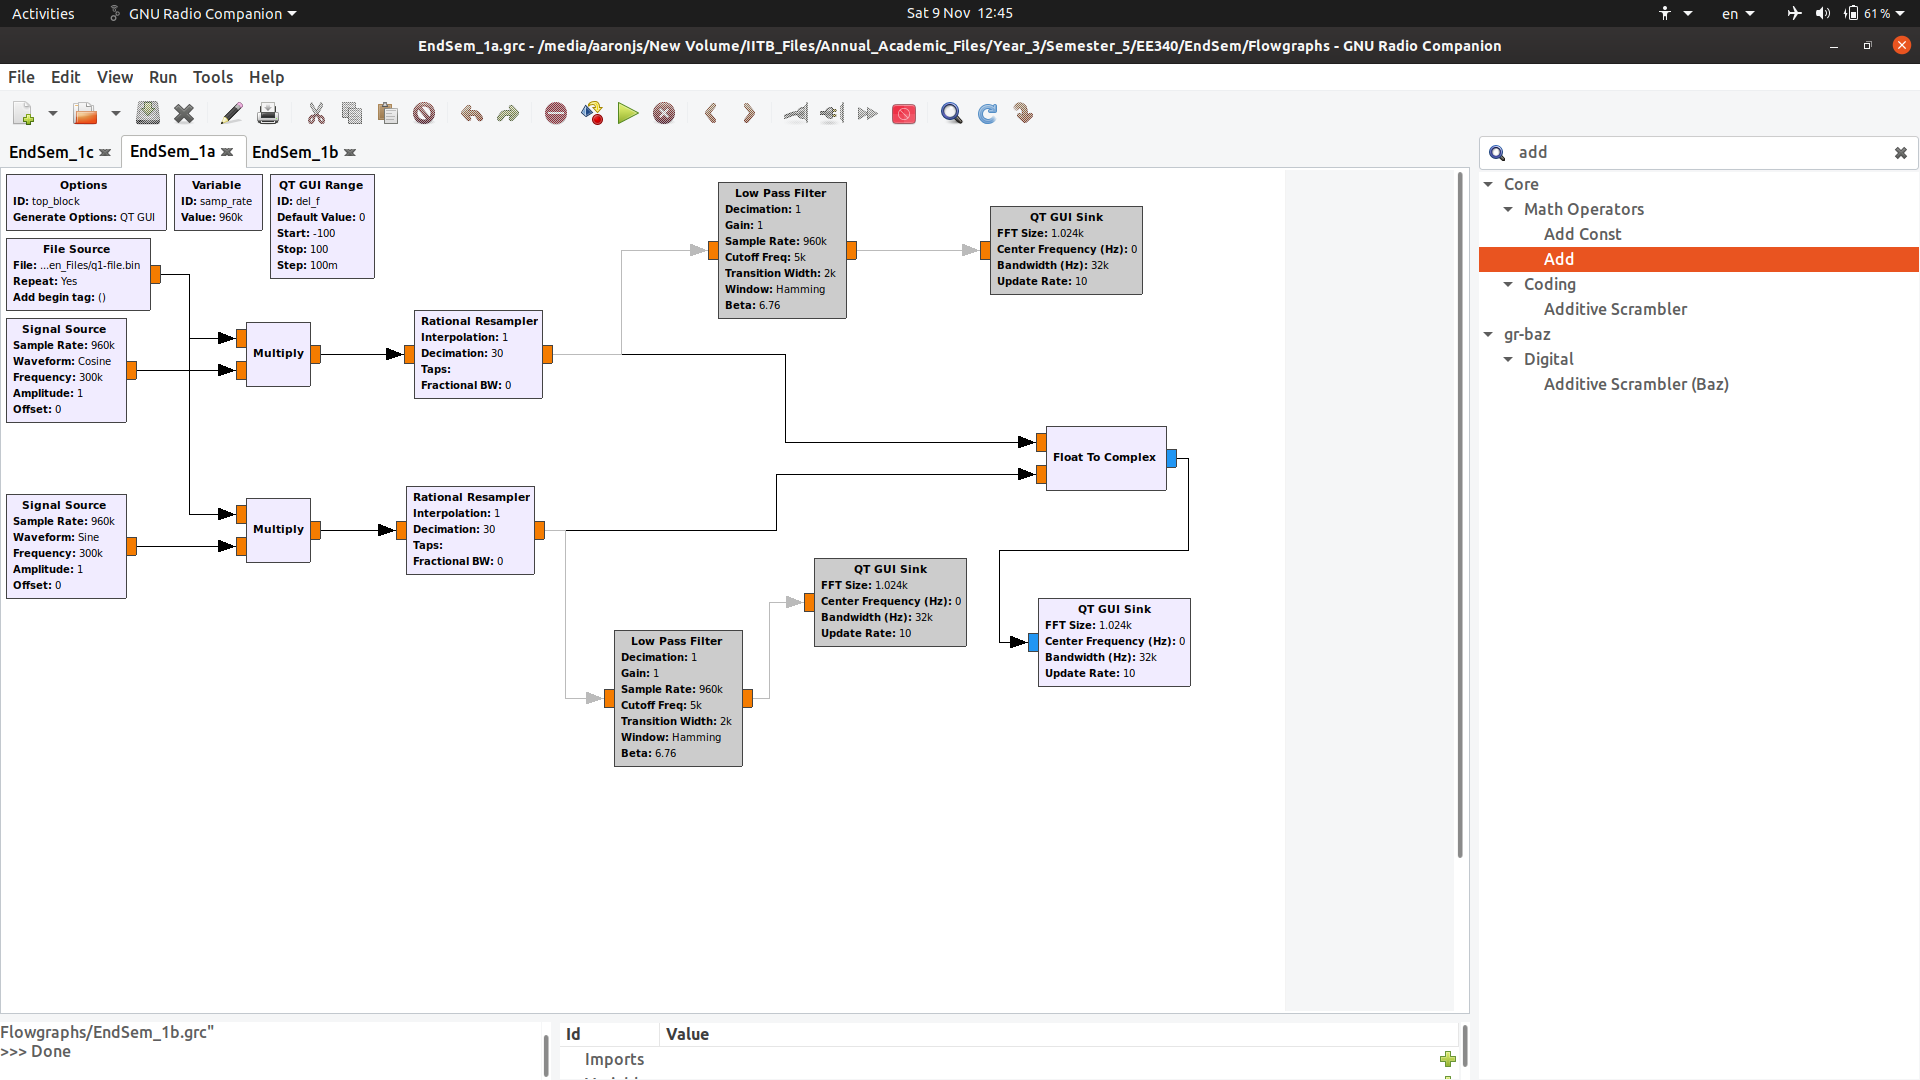 Activities
GNU Radio Companion
Sat 9 Nov 12:45
en
61 %
EndSem_1a.grc - /media/aaronjs/New Volume/IITB_Files/Annual_Academic_Files/Year_3/Semester_5/EE340/EndSem/Flowgraphs - GNU Radio Companion
File Edit View Run Tools Help
EndSem_1c
EndSem_1a
EndSem_1b
add
Options
ID: top_block
Generate Options: QT GUI
Variable
ID: samp_rate
Value: 960k
QT GUI Range
ID: del_f
Default Value: 0
Start: -100
Stop: 100
Step: 100m
File Source
File: ...en_Files/q1-file.bin
Repeat: Yes
Add begin tag: ()
Signal Source
Sample Rate: 960k
Waveform: Cosine
Frequency: 300k
Amplitude: 1
Offset: 0
Multiply
Rational Resampler
Interpolation: 1
Decimation: 30
Taps:
Fractional BW: 0
Low Pass Filter
Decimation: 1
Gain: 1
Sample Rate: 960k
Cutoff Freq: 5k
Transition Width: 2k
Window: Hamming
Beta: 6.76
QT GUI Sink
FFT Size: 1.024k
Center Frequency (Hz): 0
Bandwidth (Hz): 32k
Update Rate: 10
Float To Complex
Signal Source
Sample Rate: 960k
Waveform: Sine
Frequency: 300k
Amplitude: 1
Offset: 0
Multiply
Rational Resampler
Interpolation: 1
Decimation: 30
Taps:
Fractional BW: 0
Low Pass Filter
Decimation: 1
Gain: 1
Sample Rate: 960k
Cutoff Freq: 5k
Transition Width: 2k
Window: Hamming
Beta: 6.76
QT GUI Sink
FFT Size: 1.024k
Center Frequency (Hz): 0
Bandwidth (Hz): 32k
Update Rate: 10
QT GUI Sink
FFT Size: 1.024k
Center Frequency (Hz): 0
Bandwidth (Hz): 32k
Update Rate: 10
Core
Math Operators
Add Const
Add
Coding
Additive Scrambler
gr-baz
Digital
Additive Scrambler (Baz)
Flowgraphs/EndSem_1b.grc"
>>> Done
Id Value
Imports